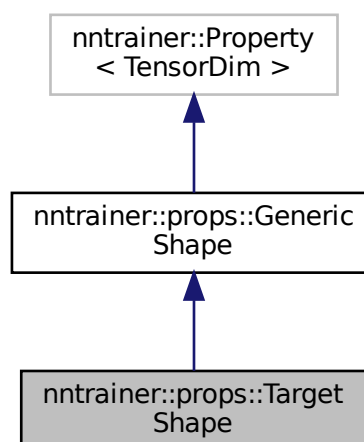 nntrainer::Property
< TensorDim >
nntrainer::props::Generic
Shape
nntrainer::props::Target
Shape